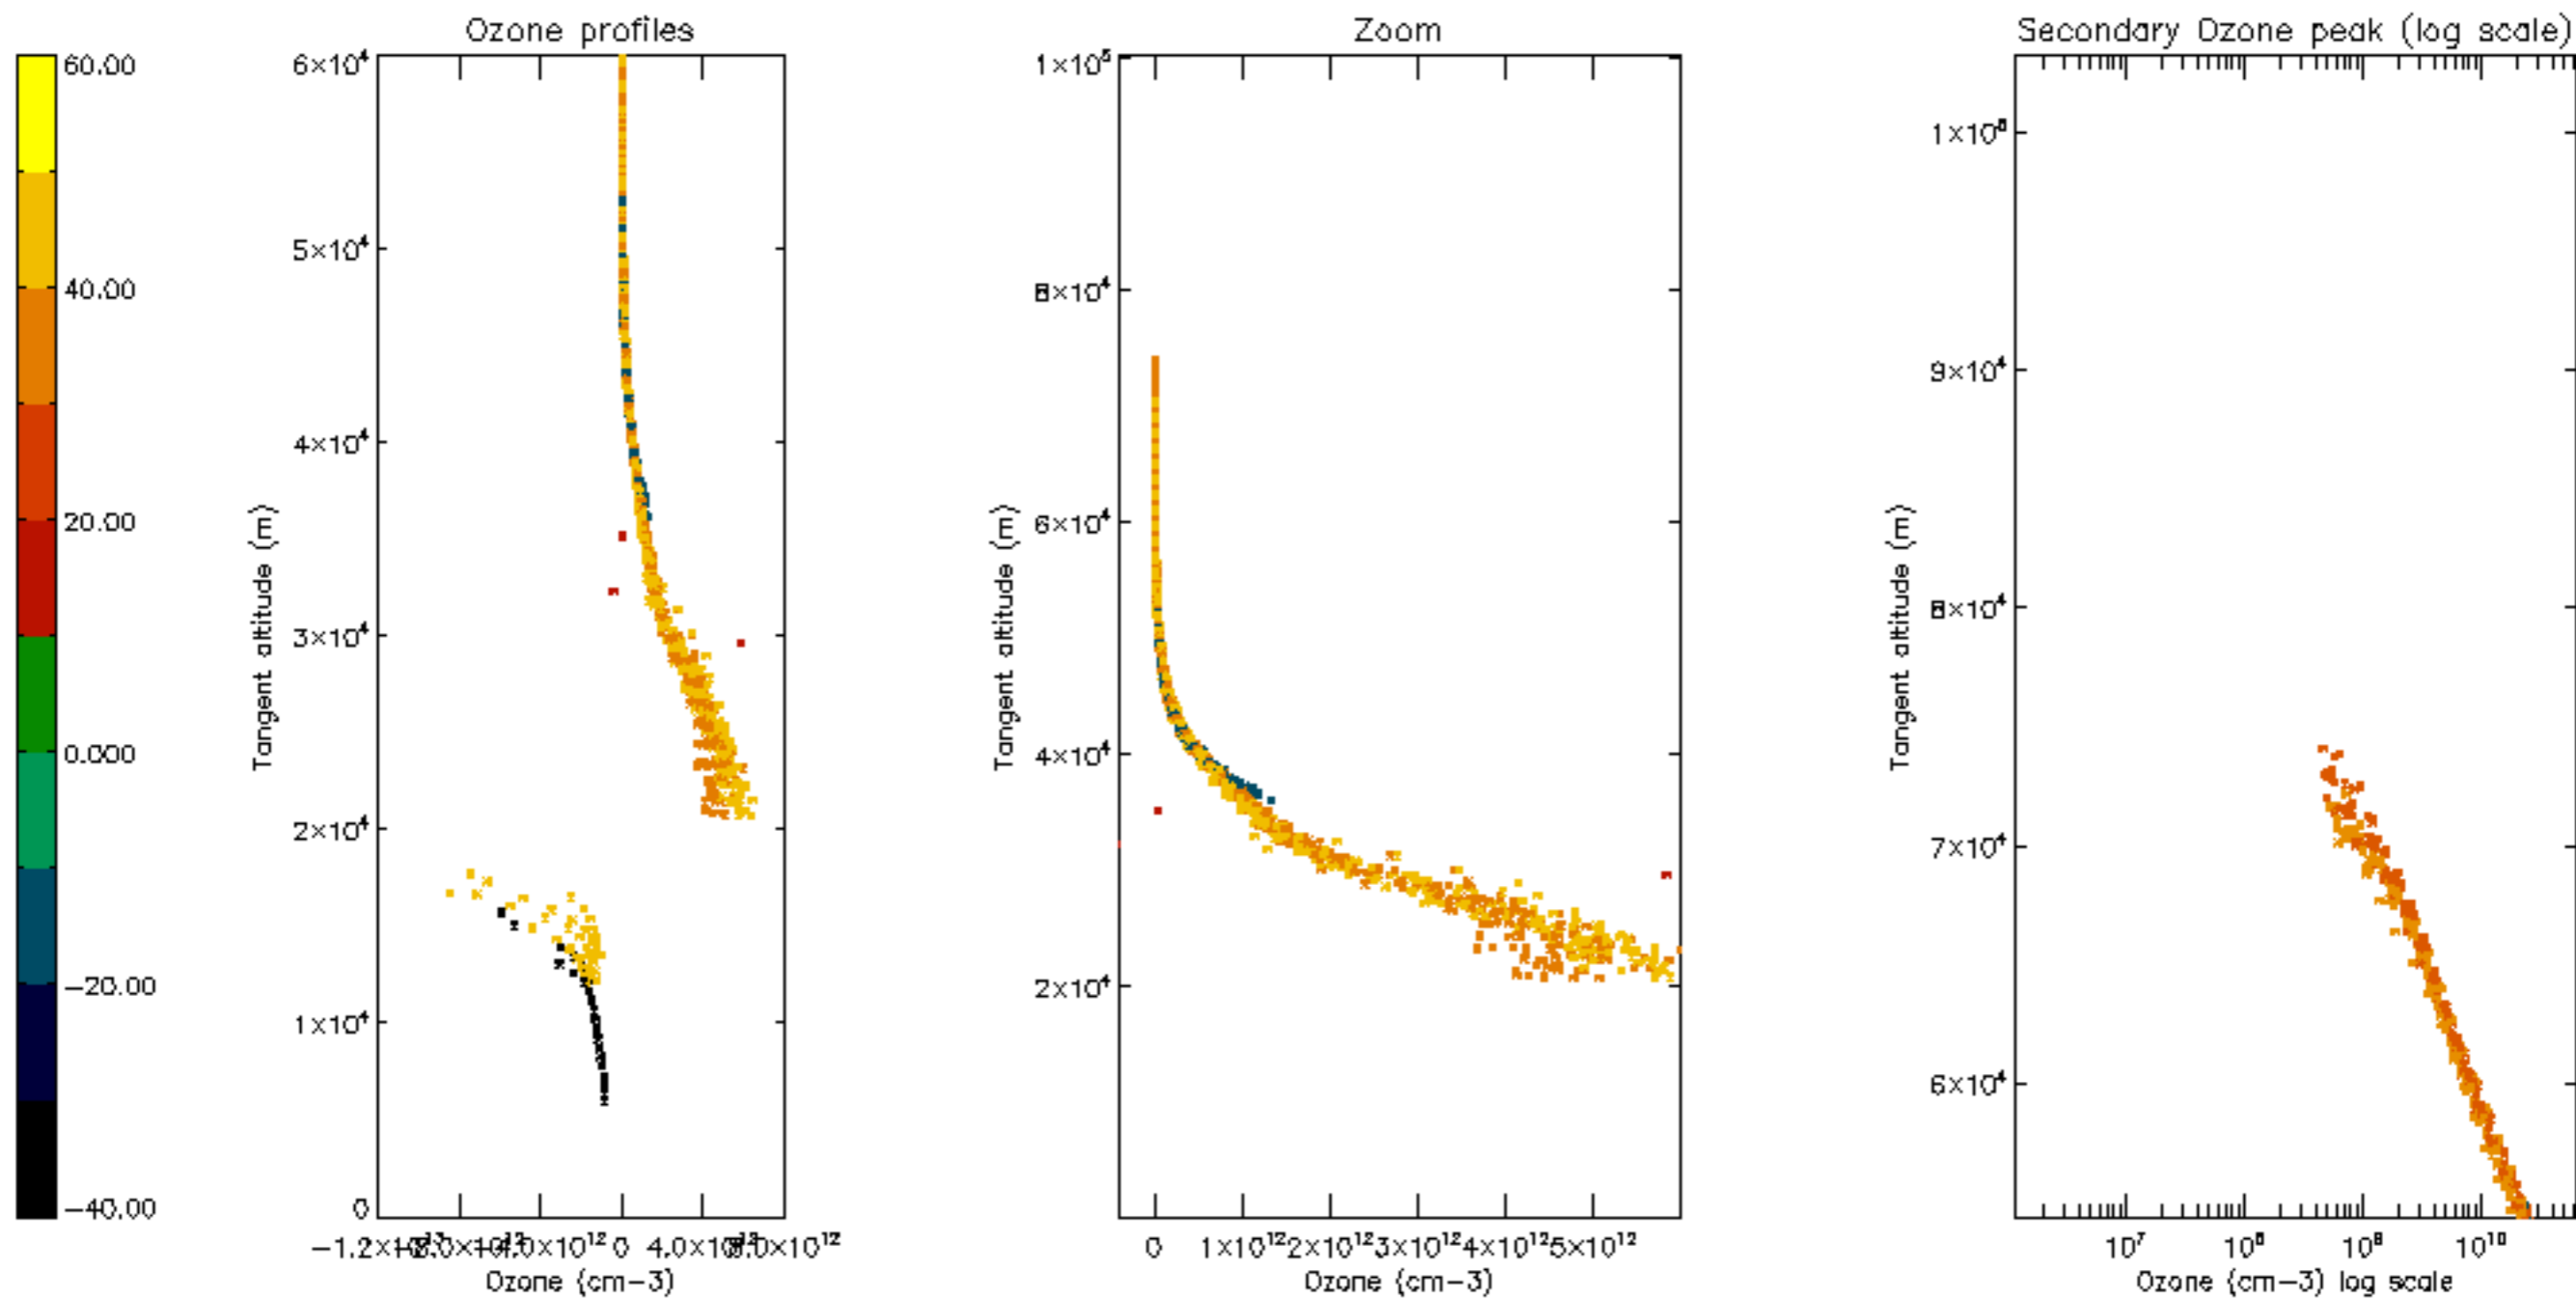 Ozone profiles
Zoom
Secondary Ozone peak (log scale)
60.00
40.00
20.00
0.000
-20.00
-40.00
6×10⁴
5×10⁴
4×10⁴
3×10⁴
2×10⁴
1×10⁴
0
Tangent altitude (m)
0 4.0×10¹²
Ozone (cm-3)
1×10⁵
8×10⁴
6×10⁴
4×10⁴
2×10⁴
Tangent altitude (m)
0 1×10¹² 2×10¹² 3×10¹² 4×10¹² 5×10¹²
Ozone (cm-3)
9×10⁴
8×10⁴
7×10⁴
6×10⁴
Tangent altitude (m)
10⁷ 10⁸ 10⁹ 10¹⁰
Ozone (cm-3) log scale